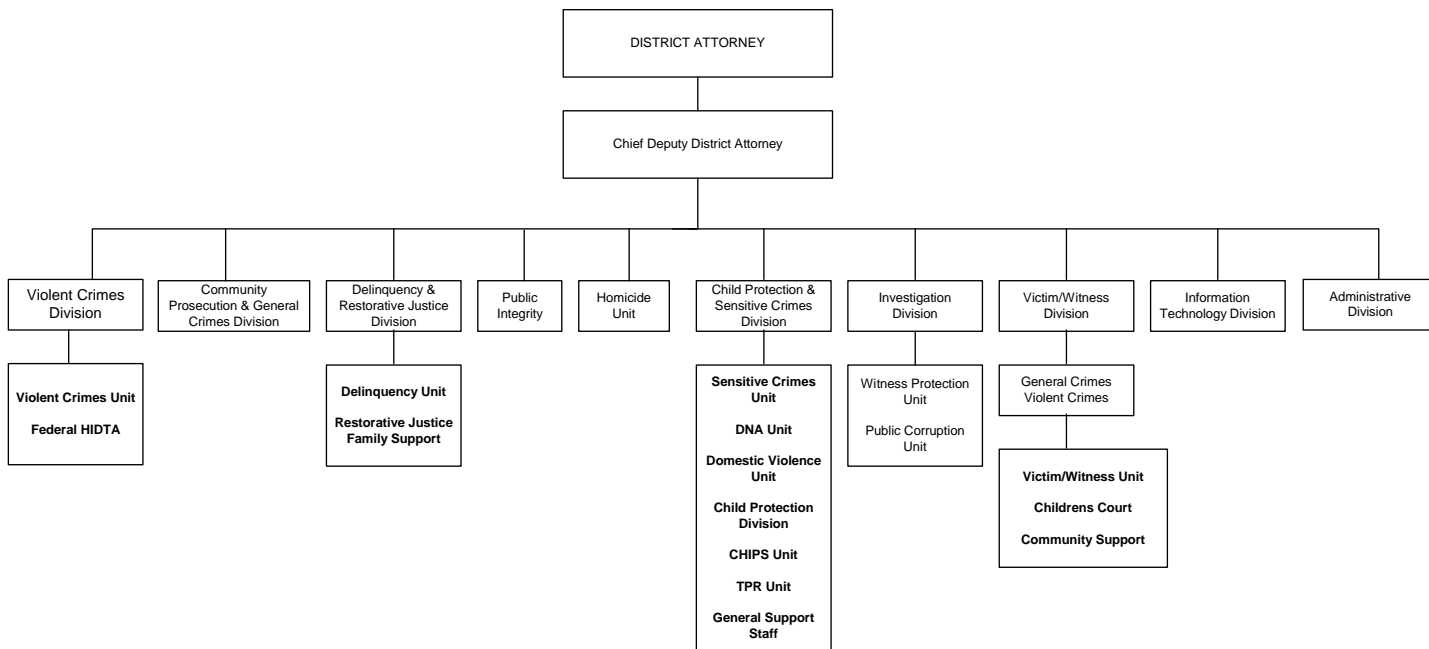 DISTRICT ATTORNEY
Chief Deputy District Attorney
Violent Crimes
Division
Community
Prosecution & General
Crimes Division
Delinquency &
Restorative Justice
Division
Public
Integrity
Homicide
Unit
Child Protection &
Sensitive Crimes
Division
Investigation
Division
Victim/Witness
Division
Information
Technology Division
Administrative
Division
Violent Crimes Unit
Federal HIDTA
Delinquency Unit
Restorative Justice
Family Support
Sensitive Crimes
Unit
DNA Unit
Domestic Violence
Unit
Child Protection
Division
CHIPS Unit
TPR Unit
General Support
Staff
Witness Protection
Unit
Public Corruption
Unit
General Crimes
Violent Crimes
Victim/Witness Unit
Childrens Court
Community Support